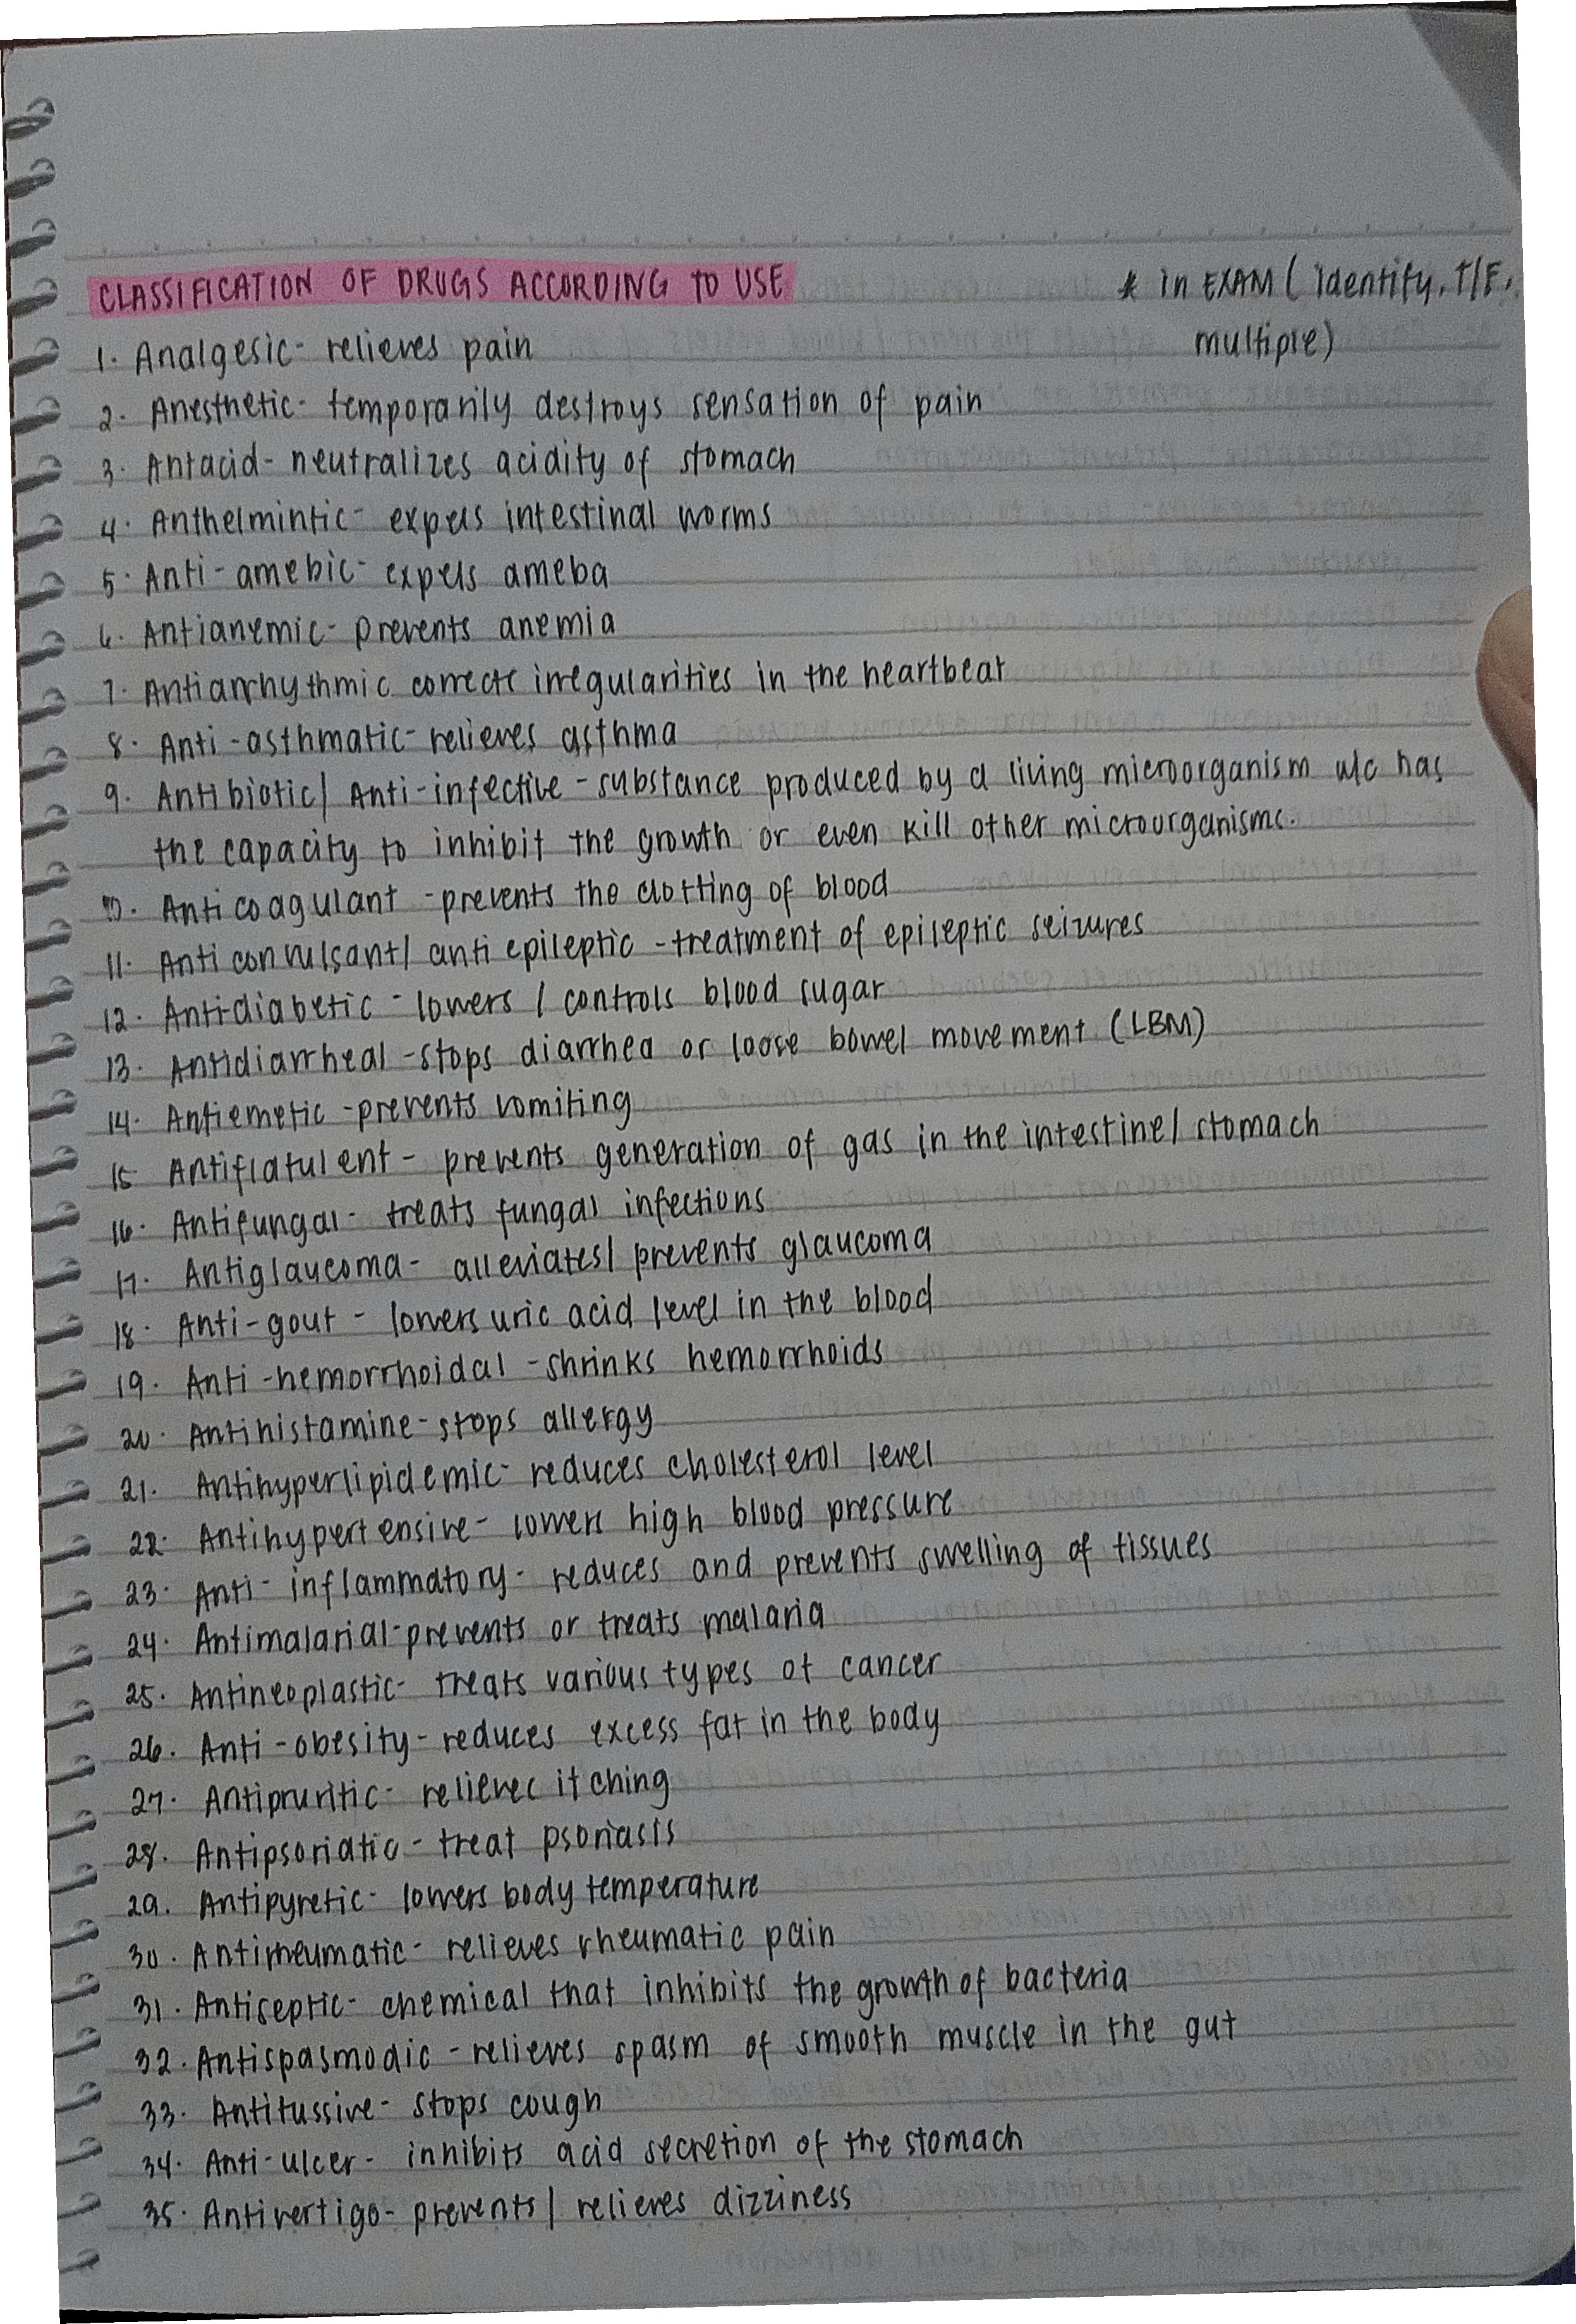 CLASSIFICATION OF DRUGS ACCORDING TO USE * in EXAM ( Identify, T/F,
multiple)
1. Analgesic - relieves pain
2. Anesthetic - temporarily destroys sensation of pain
3. Antacid - neutralizes acidity of stomach
4. Anthelmintic - expels intestinal worms
5. Anti-amebic - expels ameba
6. Antianemic - prevents anemia
7. Antiarrhythmic corrects irregularities in the heartbeat
8. Anti-asthmatic - relieves asthma
9. Antibiotic/ Anti-infective - substance produced by a living microorganism w/c has
the capacity to inhibit the growth or even kill other microorganisms.
10. Anticoagulant - prevents the clotting of blood
11. Anti convulsant/ anti epileptic - treatment of epileptic seizures
12. Antidiabetic - lowers / controls blood sugar
13. Antidiarrheal - stops diarrhea or loose bowel movement (LBM)
14. Antiemetic - prevents vomiting
15 Antiflatulent - prevents generation of gas in the intestine/ stomach
16. Antifungal - treats fungal infections
17. Antiglaucoma - alleviates/ prevents glaucoma
18. Anti-gout - lowers uric acid level in the blood
19. Anti-hemorrhoidal - shrinks hemorrhoids
20. Antihistamine - stops allergy
21. Antihyperlipidemic - reduces cholesterol level
22. Antihypertensive - lowers high blood pressure
23. Anti-inflammatory - reduces and prevents swelling of tissues
24. Antimalarial - prevents or treats malaria
25. Antineoplastic - treats various types of cancer
26. Anti-obesity - reduces excess fat in the body
27. Antipruritic - relieves itching
28. Antipsoriatic - treat psoriasis
29. Antipyretic - lowers body temperature
30. Antirheumatic - relieves rheumatic pain
31. Antiseptic - chemical that inhibits the growth of bacteria
32. Antispasmodic - relieves spasm of smooth muscle in the gut
33. Antitussive - stops cough
34. Anti-ulcer - inhibits acid secretion of the stomach
35. Antivertigo - prevents/ relieves dizziness